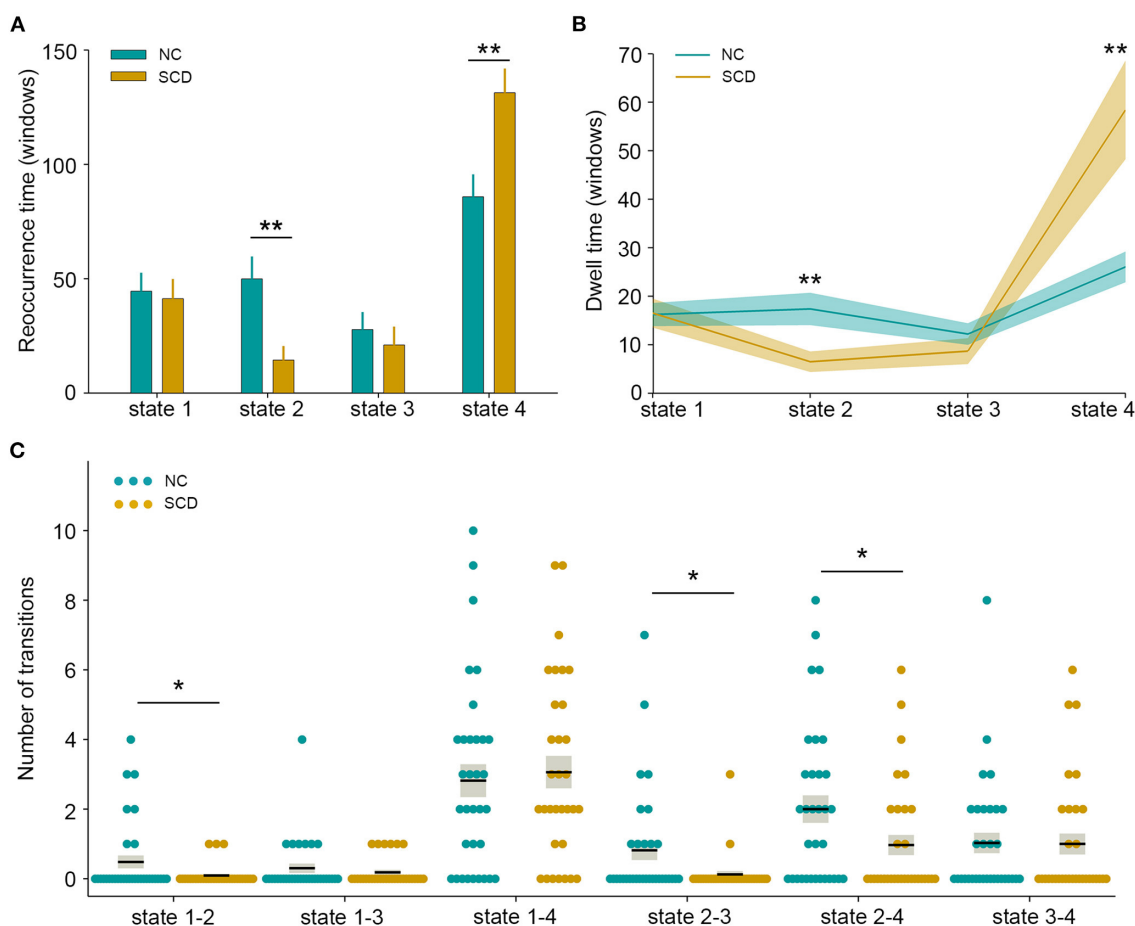 A
Reoccurrence time (windows)
150
100
50
0
NC
SCD
**
**
state 1 state 2 state 3 state 4
B
Dwell time (windows)
70
60
50
40
30
20
10
0
NC
SCD
**
**
state 1 state 2 state 3 state 4
C
Number of transitions
10
8
6
4
2
0
NC
SCD
*
*
*
state 1-2 state 1-3 state 1-4 state 2-3 state 2-4 state 3-4